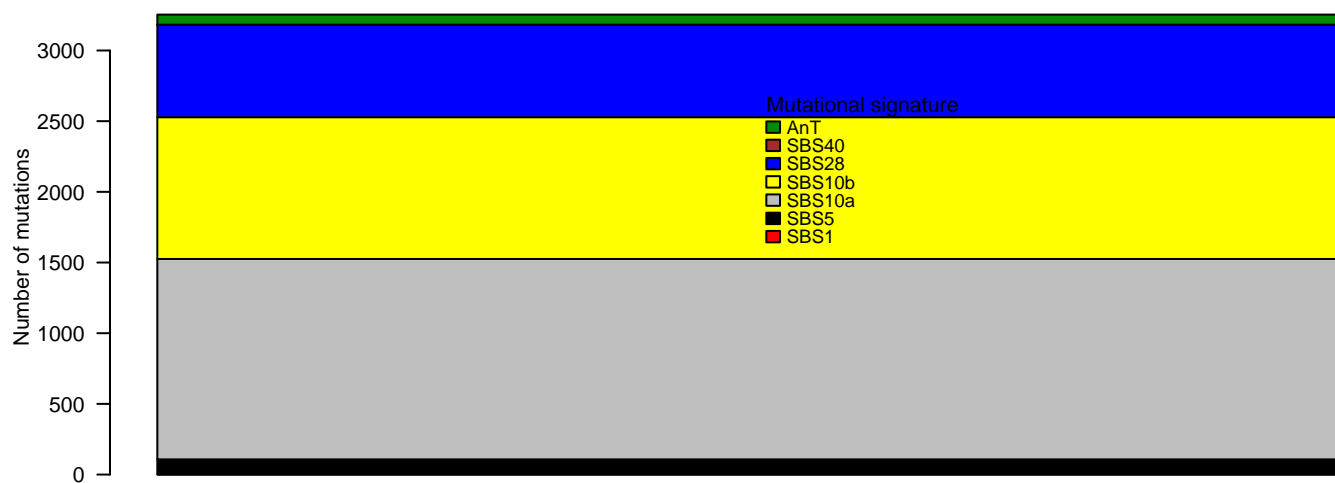 Number of mutations
3000
2500
2000
1500
1000
500
0
Mutational signature
AnT
SBS40
SBS28
SBS10b
SBS10a
SBS5
SBS1